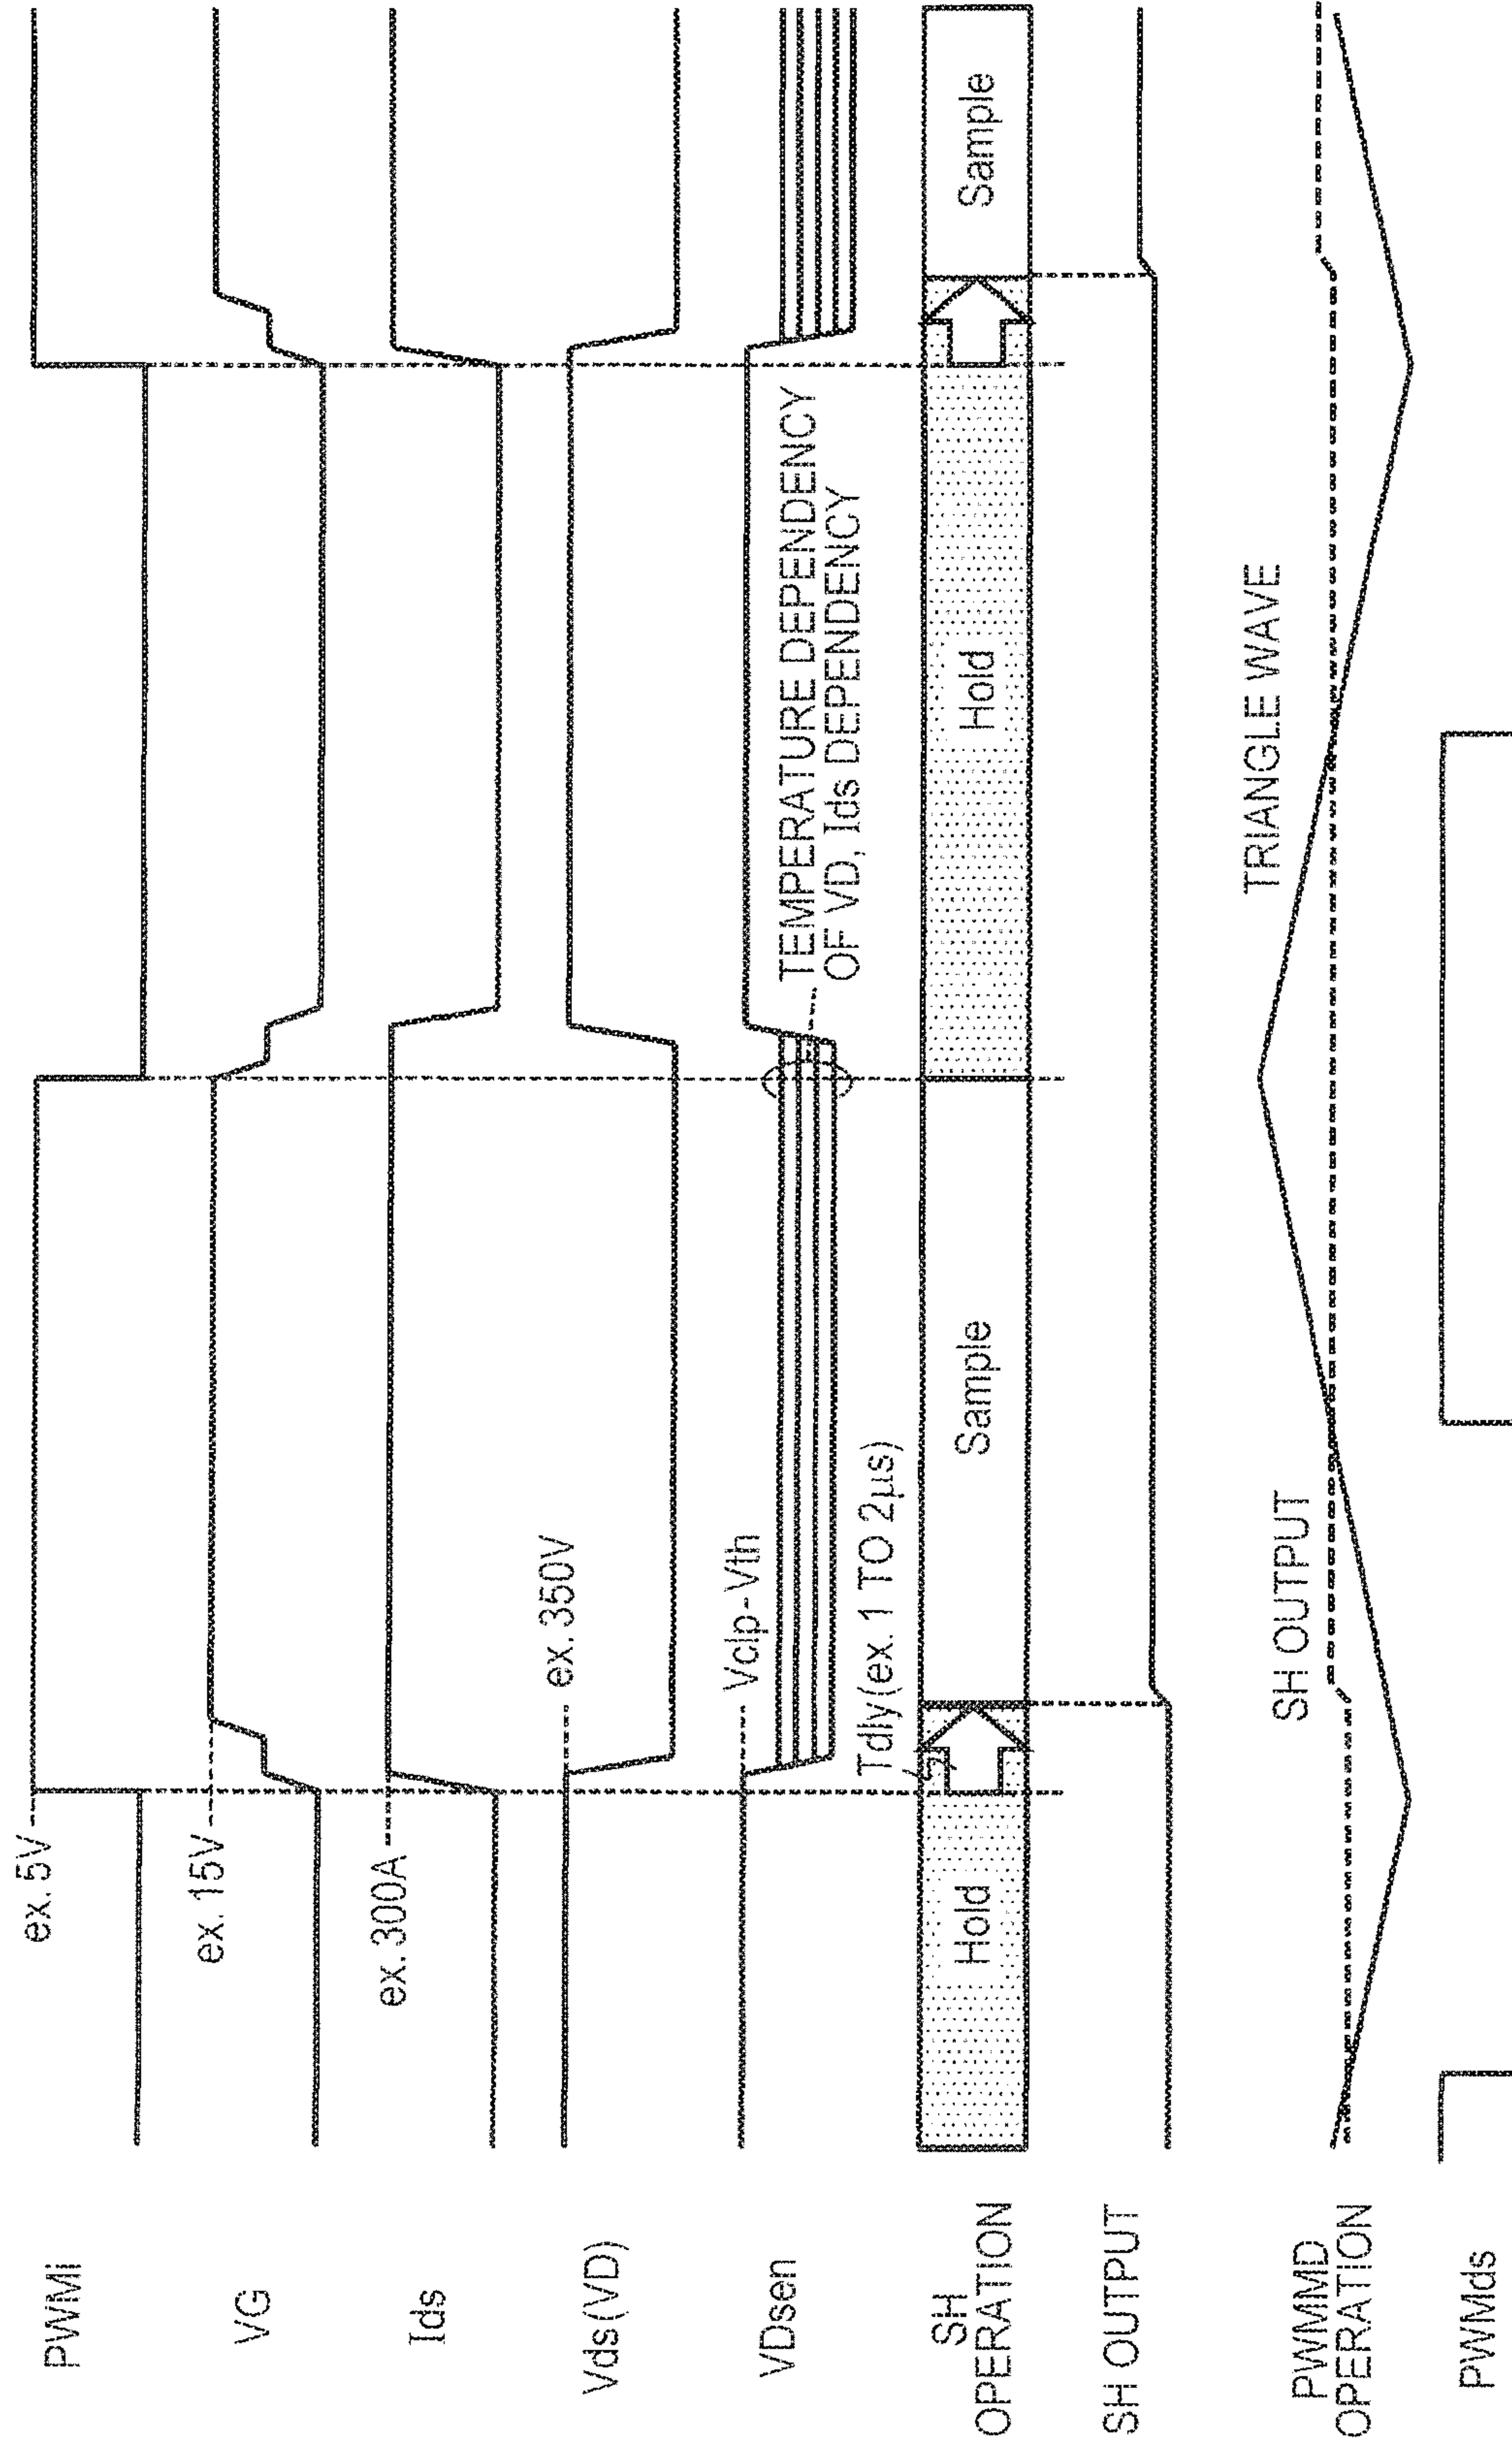 PWMi
ex. 5V
VG
ex. 15V
Ids
ex. 300A
Vds (VD)
ex. 350V
VDsen
Vclp-Vth
TEMPERATURE DEPENDENCY
OF VD, Ids DEPENDENCY
Tdly (ex. 1 TO 2μs)
SH
OPERATION
Hold
Sample
Hold
Sample
SH OUTPUT
PWMMD
OPERATION
SH OUTPUT
TRIANGLE WAVE
PWMds